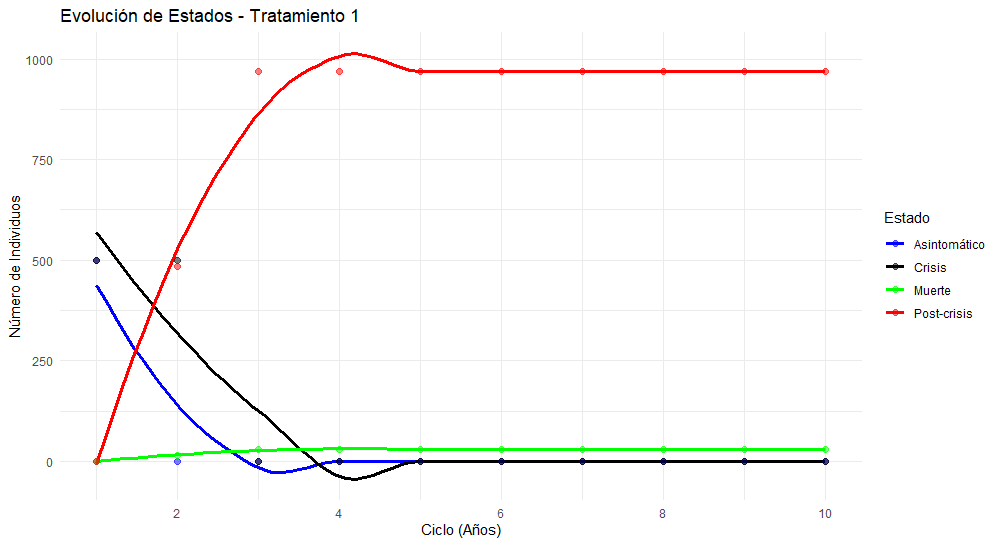 Evolución de Estados - Tratamiento 1
Número de Individuos
1000
750
500
250
0
2
4
6
8
10
Ciclo (Años)
Estado
Asintomático
Crisis
Muerte
Post-crisis